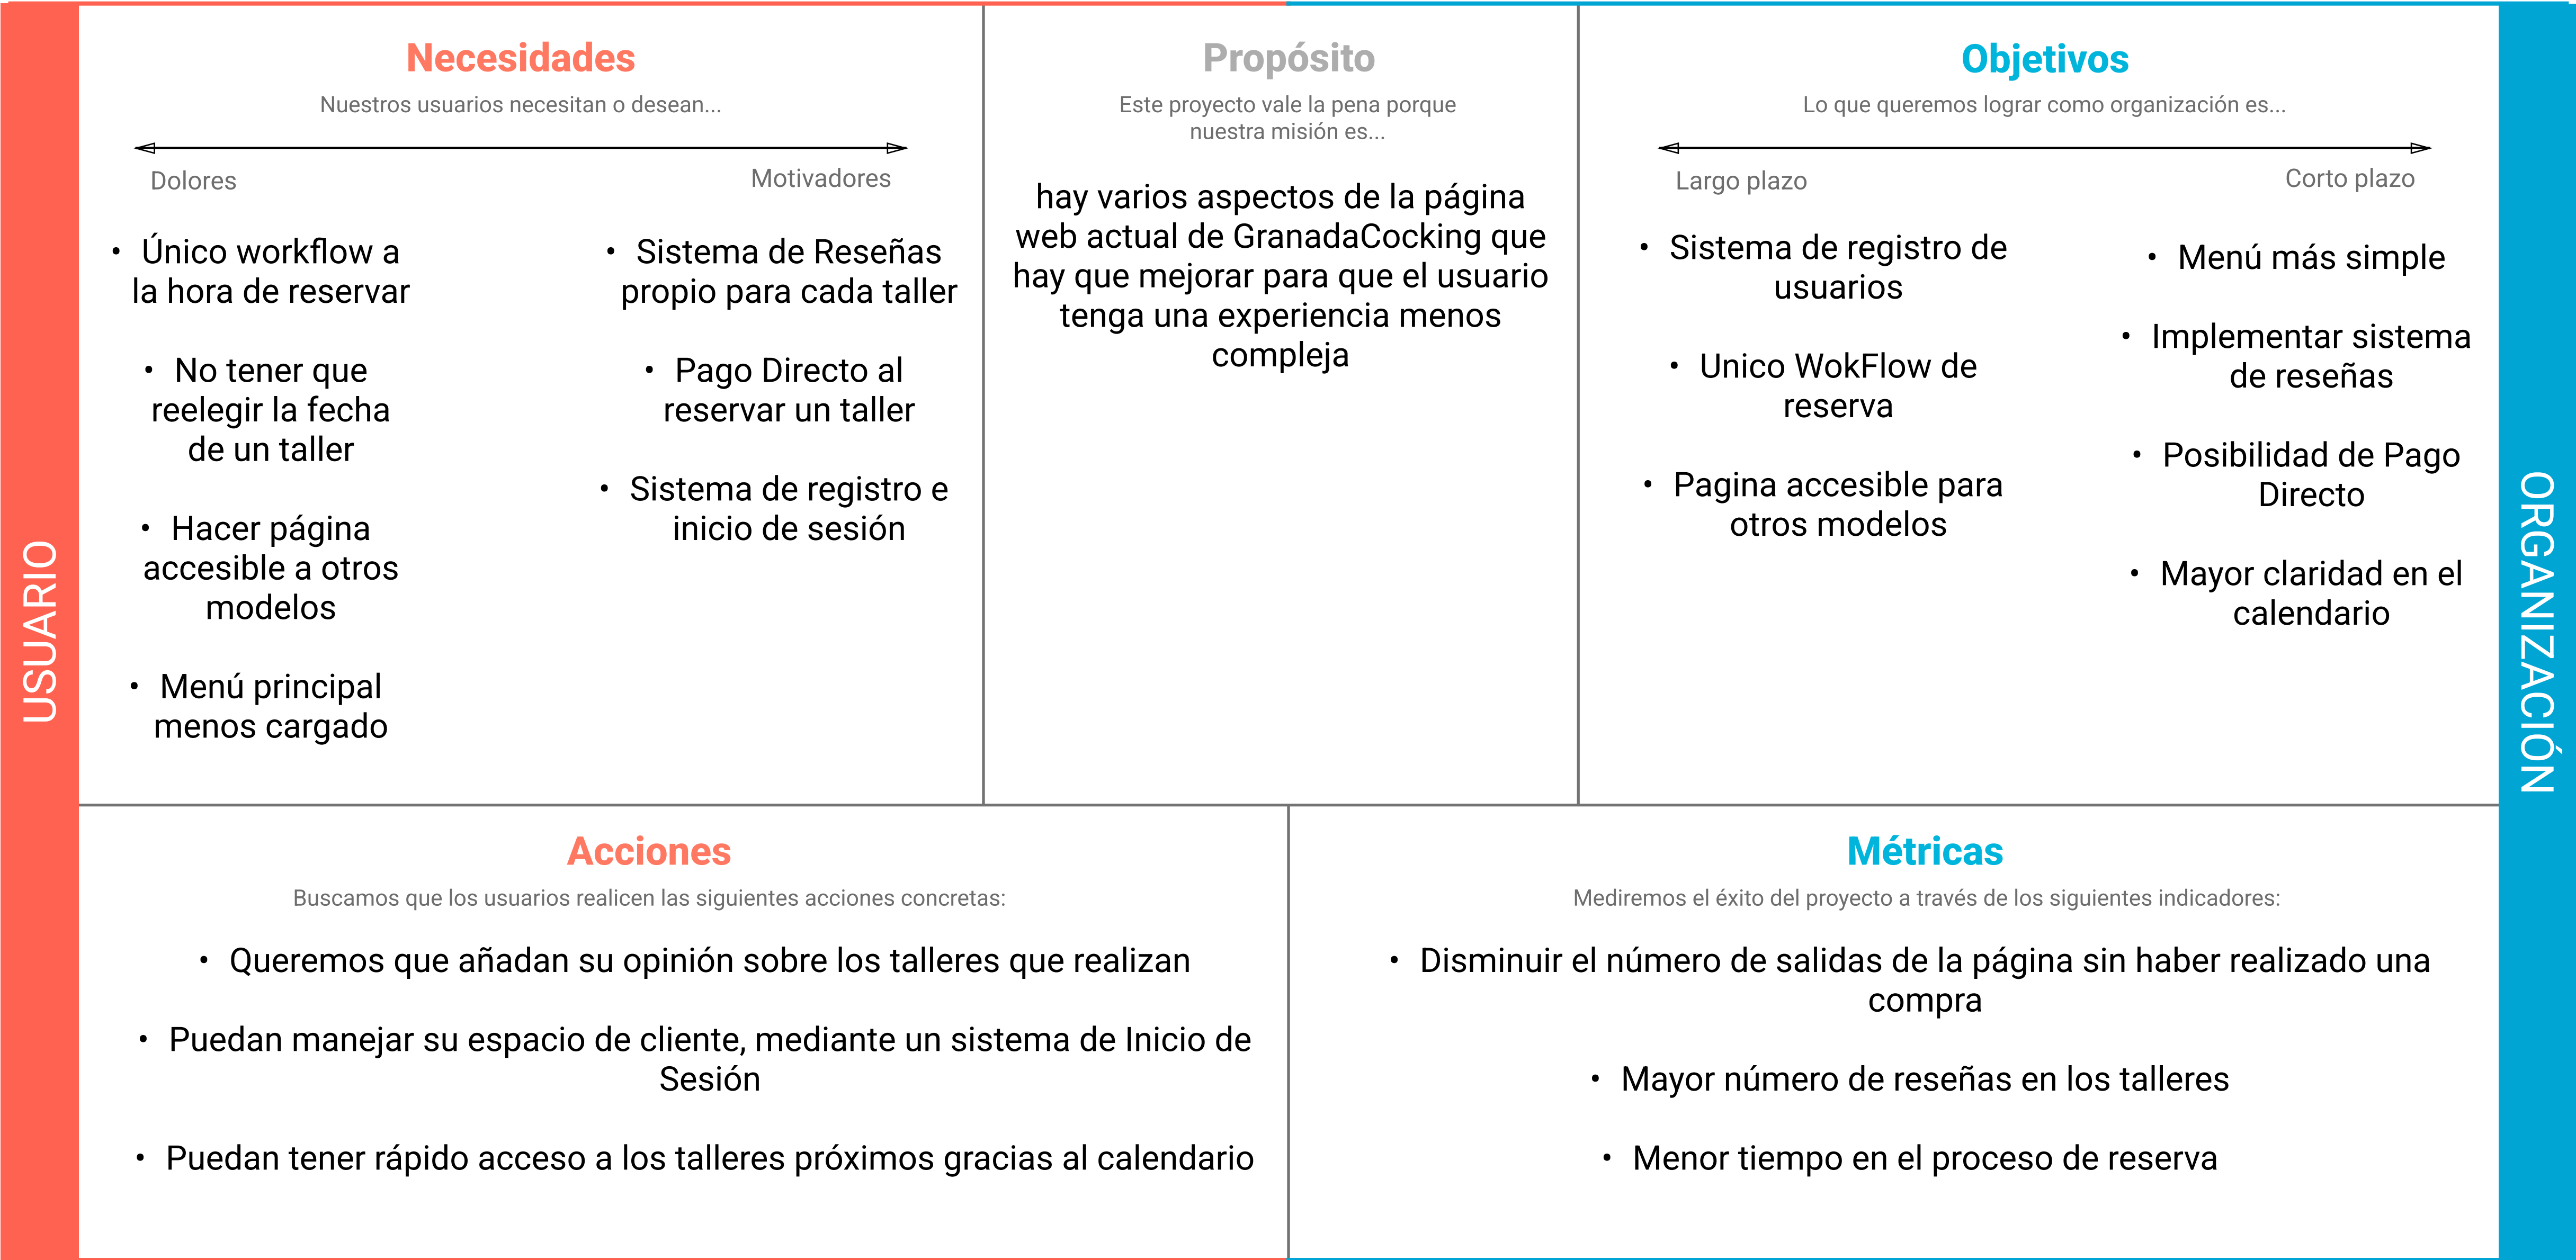 USUARIO
Necesidades
Nuestros usuarios necesitan o desean...
Dolores
Motivadores
• Único workflow a
la hora de reservar
• No tener que
reelegir la fecha
de un taller
• Hacer página
accesible a otros
modelos
• Menú principal
menos cargado
• Sistema de Reseñas
propio para cada taller
• Pago Directo al
reservar un taller
• Sistema de registro e
inicio de sesión
Propósito
Este proyecto vale la pena porque
nuestra misión es...
hay varios aspectos de la página
web actual de GranadaCocking que
hay que mejorar para que el usuario
tenga una experiencia menos
compleja
Objetivos
Lo que queremos lograr como organización es...
Largo plazo
Corto plazo
• Sistema de registro de
usuarios
• Unico WokFlow de
reserva
• Pagina accesible para
otros modelos
• Menú más simple
• Implementar sistema
de reseñas
• Posibilidad de Pago
Directo
• Mayor claridad en el
calendario
ORGANIZACIÓN
Acciones
Buscamos que los usuarios realicen las siguientes acciones concretas:
• Queremos que añadan su opinión sobre los talleres que realizan
• Puedan manejar su espacio de cliente, mediante un sistema de Inicio de
Sesión
• Puedan tener rápido acceso a los talleres próximos gracias al calendario
Métricas
Mediremos el éxito del proyecto a través de los siguientes indicadores:
• Disminuir el número de salidas de la página sin haber realizado una
compra
• Mayor número de reseñas en los talleres
• Menor tiempo en el proceso de reserva